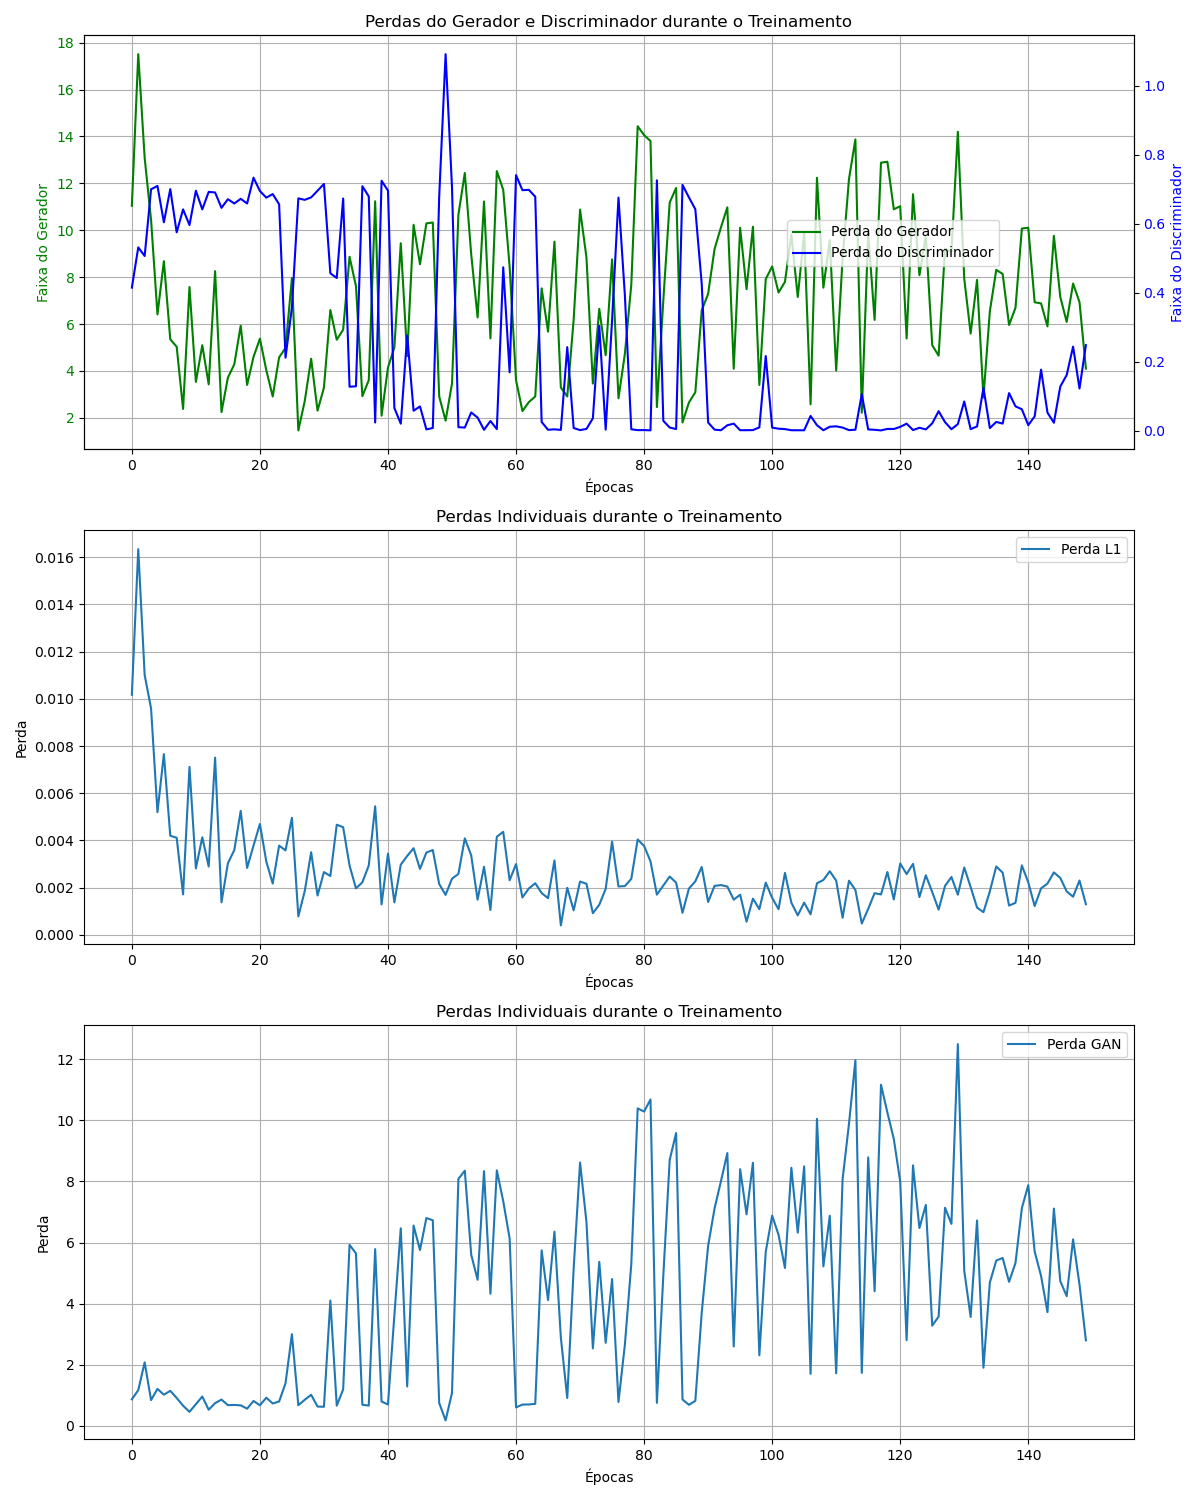 Perdas do Gerador e Discriminador durante o Treinamento
Faixa do Gerador
18
16
14
12
10
8
6
4
2
1.0
0.8
0.6
0.4
0.2
0.0
Faixa do Discriminador
Perda do Gerador
Perda do Discriminador
0 20 40 60 80 100 120 140
Épocas
Perdas Individuais durante o Treinamento
Perda
0.016
0.014
0.012
0.010
0.008
0.006
0.004
0.002
0.000
Perda L1
0 20 40 60 80 100 120 140
Épocas
Perdas Individuais durante o Treinamento
Perda
12
10
8
6
4
2
0
Perda GAN
0 20 40 60 80 100 120 140
Épocas